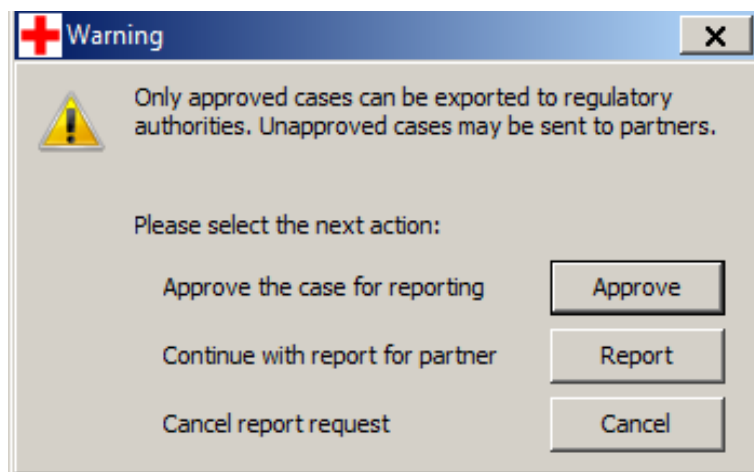 Warning
Only approved cases can be exported to regulatory
authorities. Unapproved cases may be sent to partners.
Please select the next action:
Approve the case for reporting Approve
Continue with report for partner Report
Cancel report request Cancel